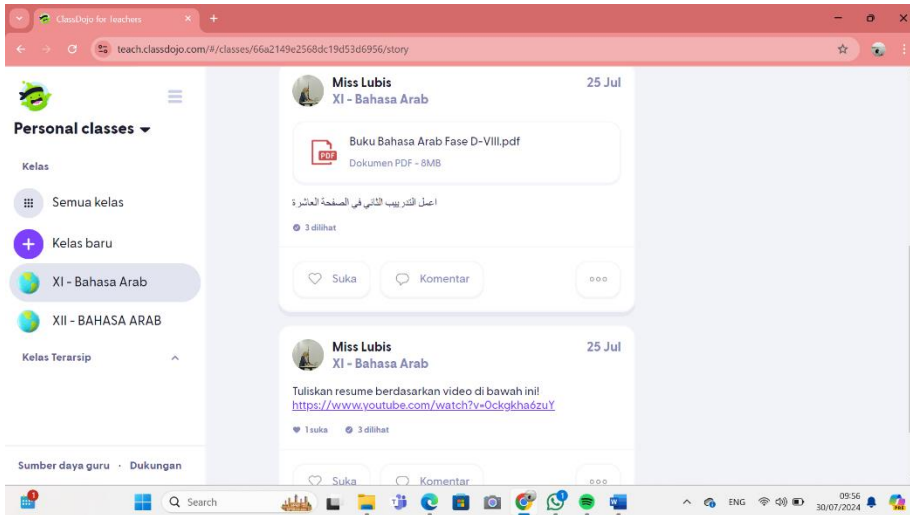 ClassDojo for Teachers
teach.classdojo.com/#/classes/66a2149e2568dc19d53d6956/story
Personal classes
Kelas
Semua kelas
Kelas baru
XI - Bahasa Arab
XII - BAHASA ARAB
Kelas Terarsip
Sumber daya guru · Dukungan
Miss Lubis
25 Jul
XI - Bahasa Arab
PDF
Buku Bahasa Arab Fase D-VIII.pdf
Dokumen PDF - 8MB
اعمل التدرييب الثاني في الصفحة العاشرة
3 dilihat
Suka
Komentar
Miss Lubis
25 Jul
XI - Bahasa Arab
Tuliskan resume berdasarkan video di bawah ini!
https://www.youtube.com/watch?v=0ckgkha6zuY
1 suka 3 dilihat
Suka
Komentar
Search
ENG
09:56
30/07/2024